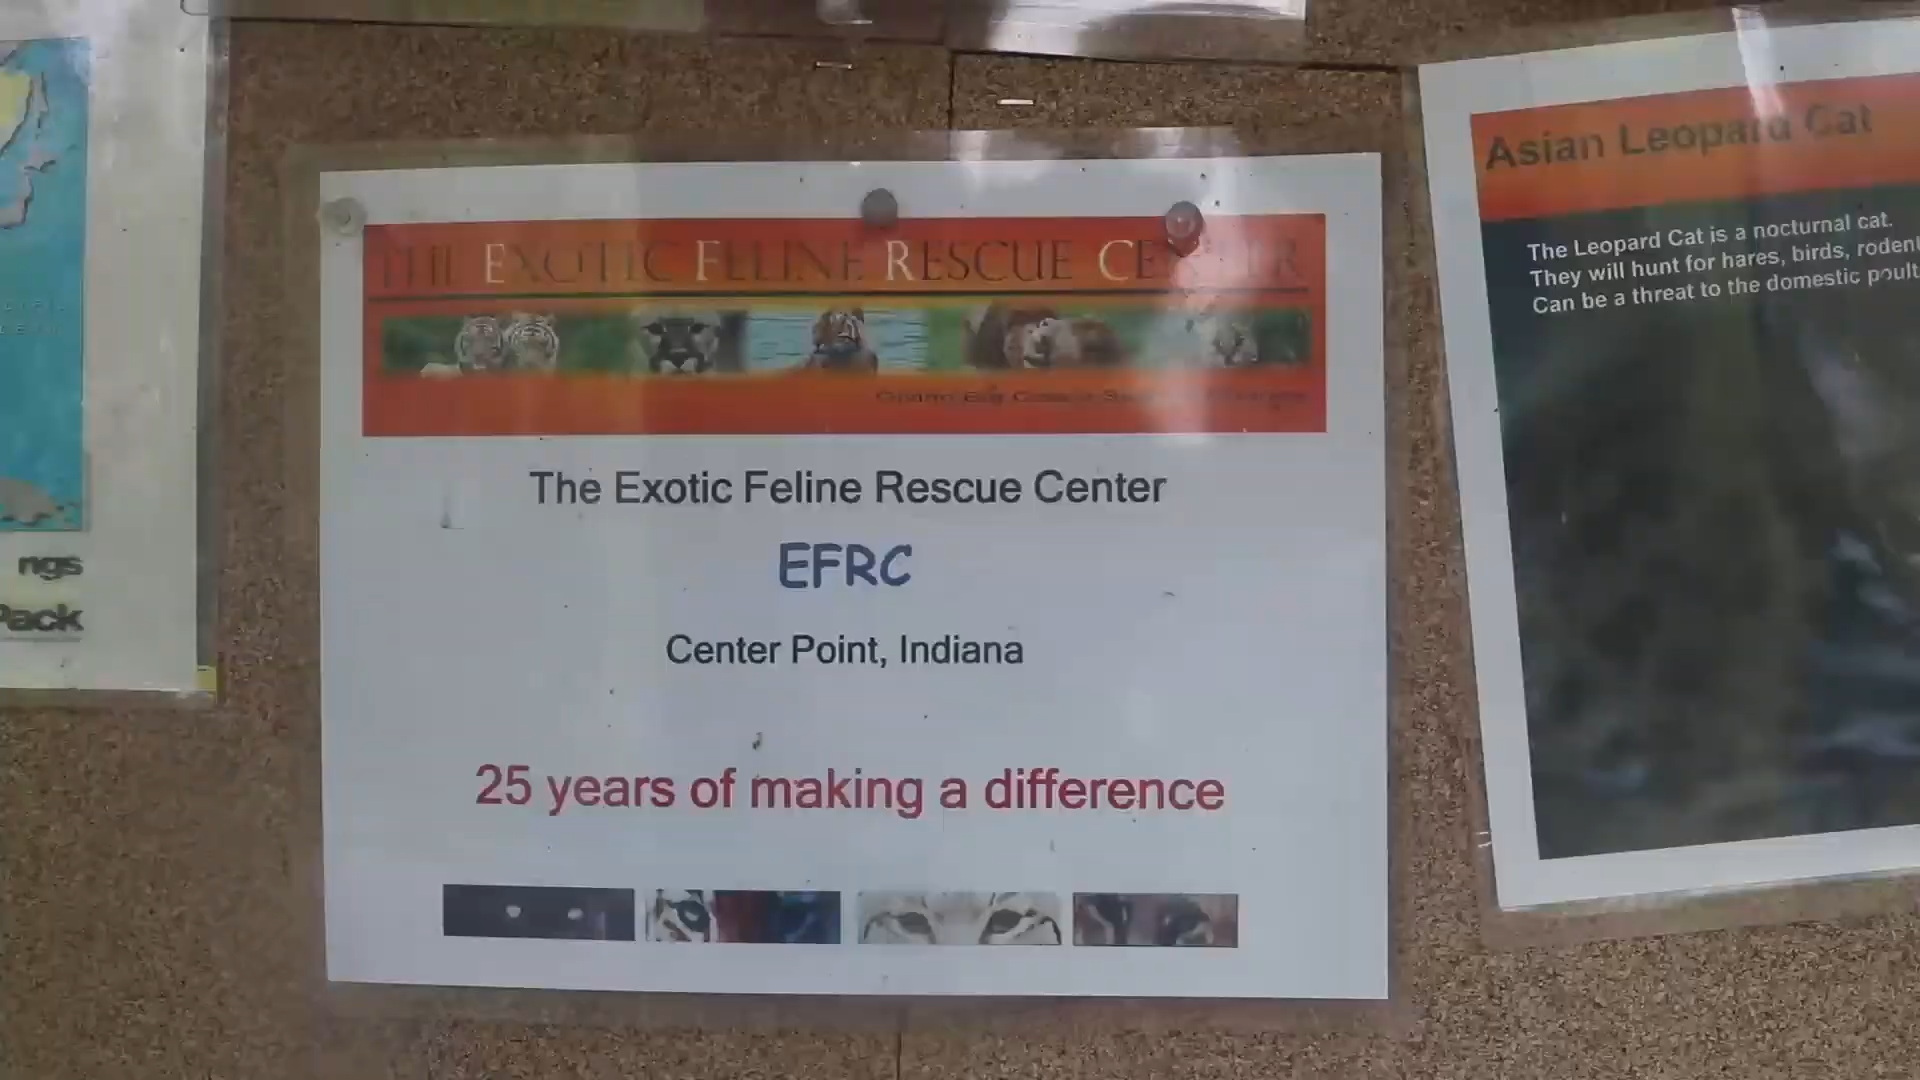 THE EXOTIC FELINE RESCUE CENTER
The Exotic Feline Rescue Center
EFRC
Center Point, Indiana
25 years of making a difference
ngs
Pack
Asian Leopard Cat
The Leopard Cat is a nocturnal cat.
They will hunt for hares, birds, rodent
Can be a threat to the domestic poult